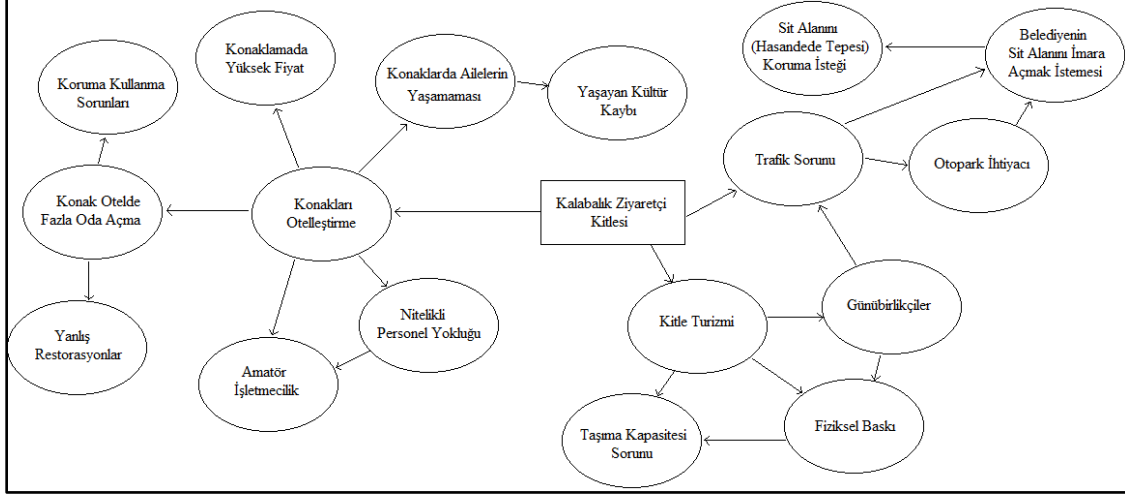 Sit Alanını
(Hasandede Tepesi)
Koruma İsteği
Belediyenin
Sit Alanını İmara
Açmak İstemesi
Konaklamada
Yüksek Fiyat
Konaklarda Ailelerin
Yaşamaması
Koruma Kullanma
Sorunları
Yaşayan Kültür
Kaybı
Trafik Sorunu
Otopark İhtiyacı
Konak Otelde
Fazla Oda Açma
Konakları
Otelleştirme
Kalabalık Ziyaretçi
Kitlesi
Günübirlikçiler
Kitle Turizmi
Nitelikli
Personel Yokluğu
Yanlış
Restorasyonlar
Amatör
İşletmecilik
Fiziksel Baskı
Taşıma Kapasitesi
Sorunu